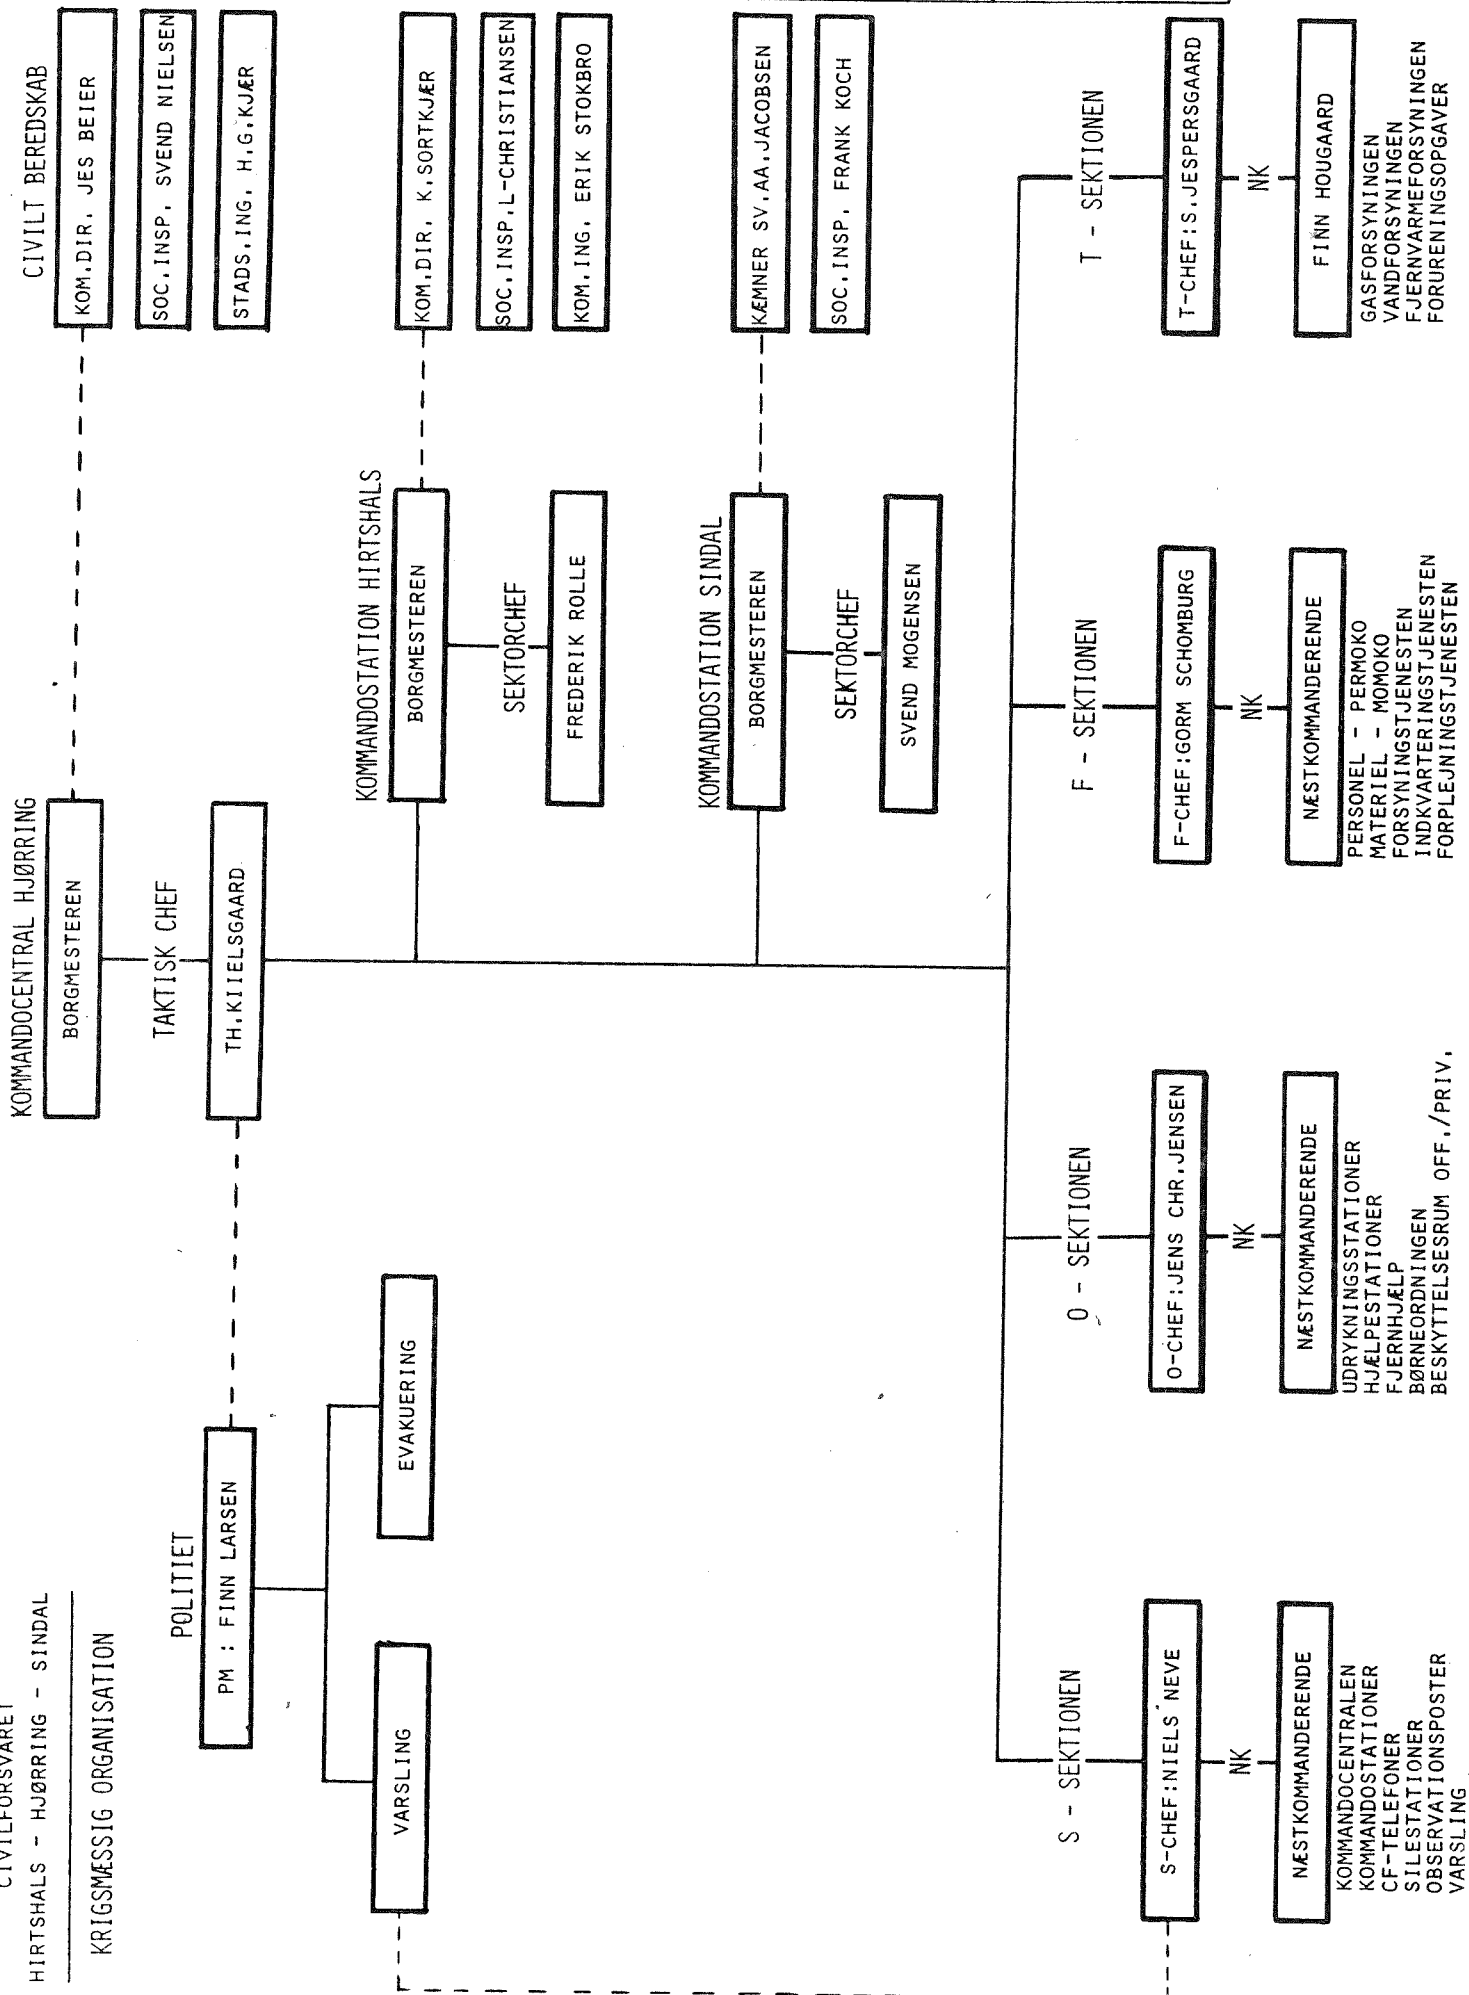 CIVILFORSVARET
HIRTSHALS - HJØRRING - SINDAL
KRIGSMÆSSIG ORGANISATION
KOMMANDOCENTRAL HJØRRING
BORGMESTEREN
TAKTISK CHEF
TH.KIIELSGAARD
CIVILT BEREDSKAB
KOM.DIR. JES BEIER
SOC.INSP. SVEND NIELSEN
STADS.ING. H.G.KJÆR
POLITIET
PM : FINN LARSEN
VARSLING
EVAKUERING
KOMMANDOSTATION HIRTSHALS
BORGMESTEREN
SEKTORCHEF
FREDERIK ROLLE
KOM.DIR. K.SORTKJÆR
SOC.INSP.L-CHRISTIANSEN
KOM.ING. ERIK STOKBRO
KOMMANDOSTATION SINDAL
BORGMESTEREN
SEKTORCHEF
SVEND MOGENSEN
KÆMNER SV.AA.JACOBSEN
SOC.INSP. FRANK KOCH
S - SEKTIONEN
S-CHEF:NIELS NEVE
NK
NÆSTKOMMANDERENDE
KOMMANDOCENTRALEN
KOMMANDOSTATIONER
CF-TELEFONER
SILESTATIONER
OBSERVATIONSPOSTER
VARSLING
O - SEKTIONEN
O-CHEF:JENS CHR.JENSEN
NK
NÆSTKOMMANDERENDE
UDRYKNINGSSTATIONER
HJÆLPESTATIONER
FJERNHJÆLP
BØRNEORDNINGEN
BESKYTTELSESRUM OFF./PRIV.
F - SEKTIONEN
F-CHEF:GORM SCHOMBURG
NK
NÆSTKOMMANDERENDE
PERSONEL - PERMOKO
MATERIEL - MOMOKO
FORSYNINGSTJENESTEN
INDKVARTERINGSTJENESTEN
FORPLEJNINGSTJENESTEN
T - SEKTIONEN
T-CHEF:S.JESPERSGAARD
NK
FINN HOUGAARD
GASFORSYNINGEN
VANDFORSYNINGEN
FJERNVARMEFORSYNINGEN
FORURENINGSOPGAVER